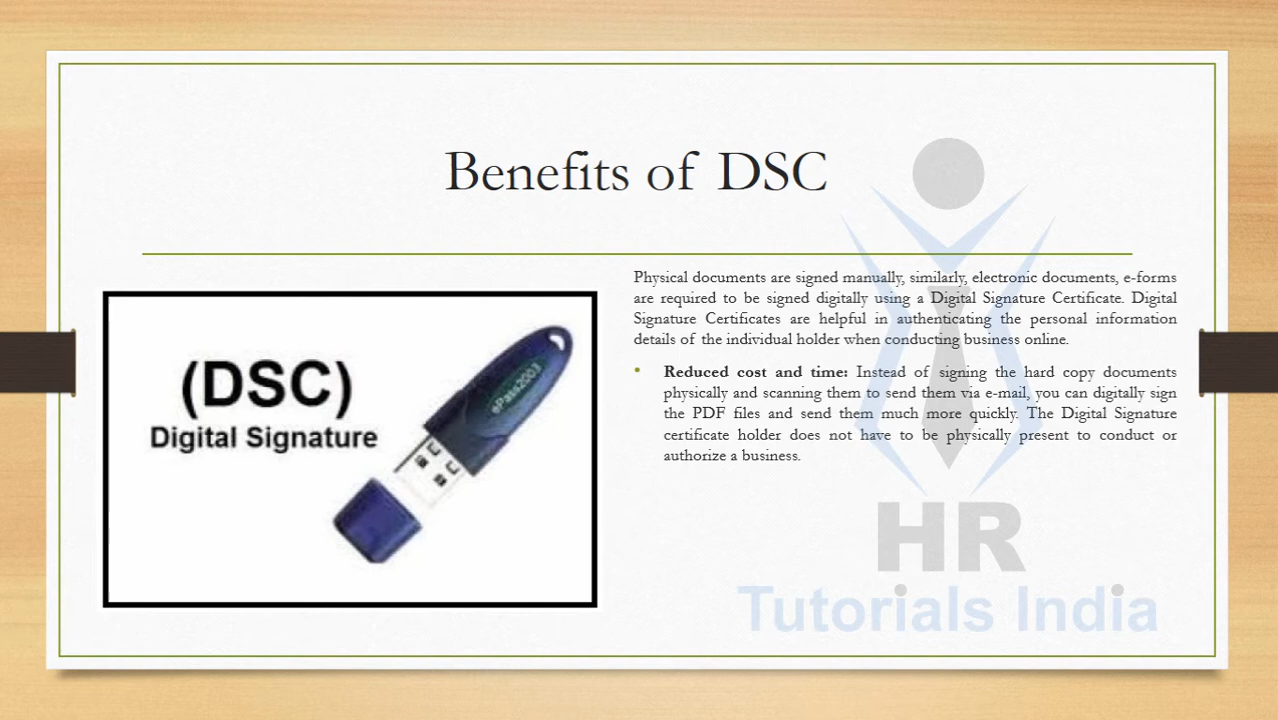 Benefits of DSC
(DSC)
Digital Signature
ePass2003
Physical documents are signed manually, similarly, electronic documents, e-forms
are required to be signed digitally using a Digital Signature Certificate. Digital
Signature Certificates are helpful in authenticating the personal information
details of the individual holder when conducting business online.
• Reduced cost and time: Instead of signing the hard copy documents
physically and scanning them to send them via e-mail, you can digitally sign
the PDF files and send them much more quickly. The Digital Signature
certificate holder does not have to be physically present to conduct or
authorize a business.
HR
Tutorials India